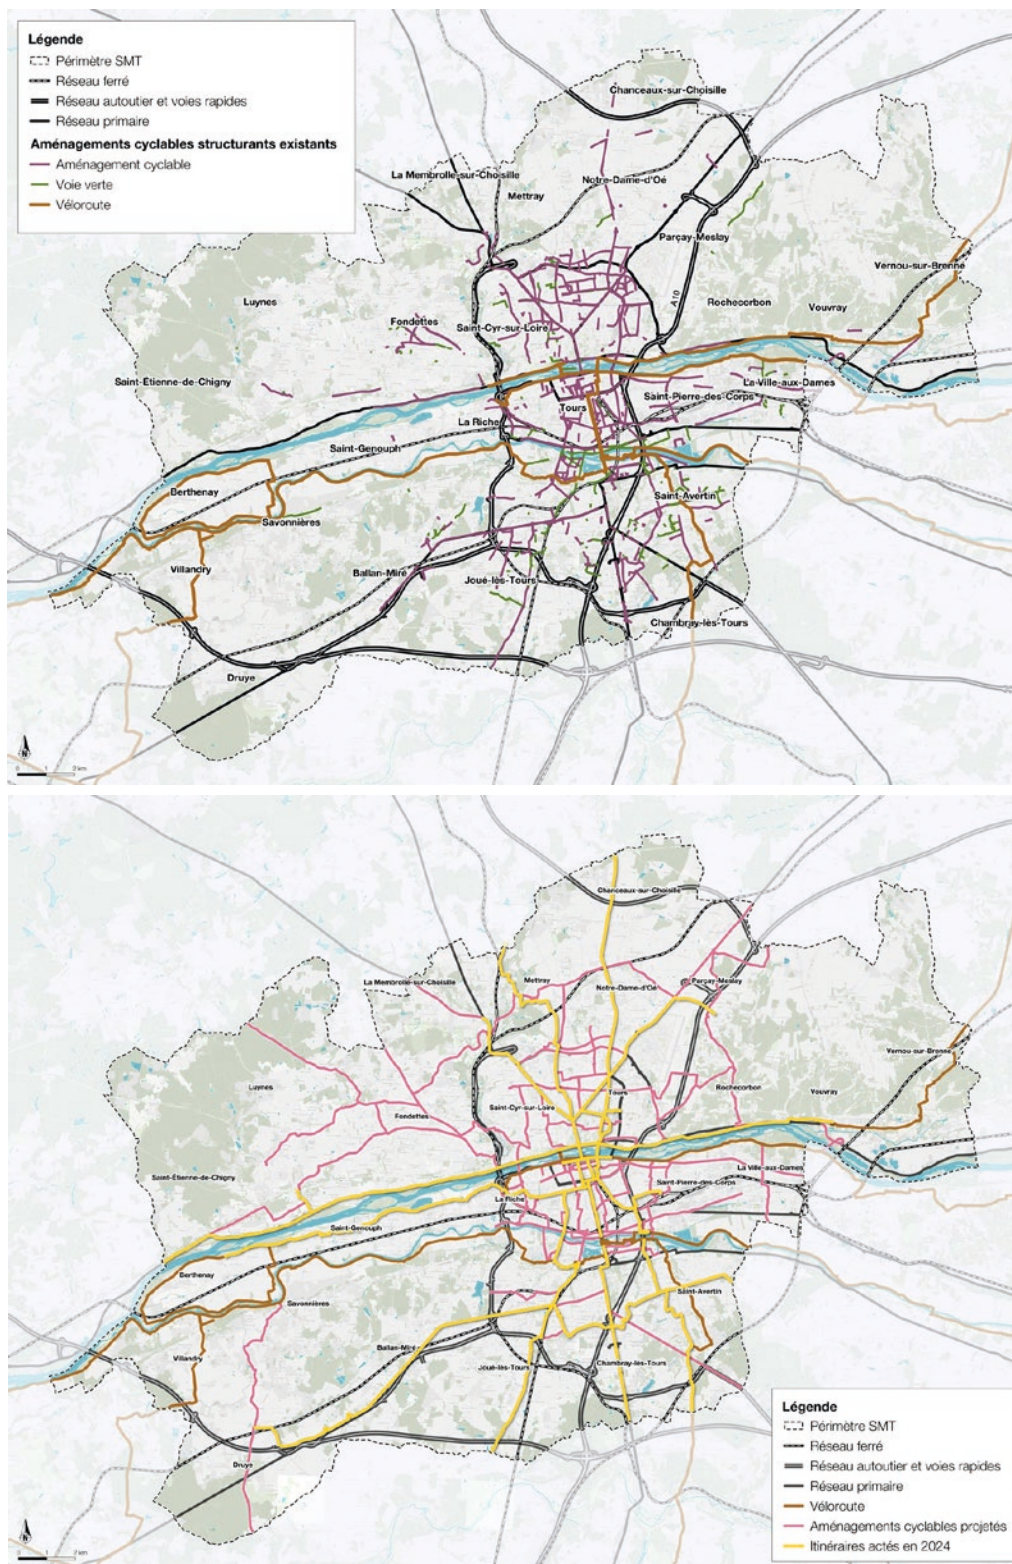 Légende
Périmètre SMT
Réseau ferré
Réseau autoutier et voies rapides
Réseau primaire
Aménagements cyclables structurants existants
Aménagement cyclable
Voie verte
Véloroute
Chanceaux-sur-Choisille
La Membrolle-sur-Choisille
Notre-Dame-d'Oé
Mettray
Parçay-Meslay
Vernou-sur-Brenne
A10
Luynes
Rochecorbon
Vouvray
Fondettes
Saint-Cyr-sur-Loire
Saint-Étienne-de-Chigny
La Ville-aux-Dames
Saint-Pierre-des-Corps
Tours
La Riche
Saint-Genouph
Berthenay
Saint-Avertin
Savonnières
Villandry
Ballan-Miré
Joué-lès-Tours
Chambray-lès-Tours
Druye
N
0 1 2 km
Chanceaux-sur-Choisille
La Membrolle-sur-Choisille
Mettray
Notre-Dame-d'Oé
Parçay-Meslay
Vernou-sur-Brenne
Luynes
Rochecorbon
Vouvray
Tours
Saint-Cyr-sur-Loire
Fondettes
La Ville-aux-Dames
Saint-Étienne-de-Chigny
Saint-Pierre-des-Corps
La Riche
Saint-Genouph
Berthenay
Saint-Avertin
Savonnières
Ballan-Miré
Villandry
Joué-lès-Tours
Chambray-lès-Tours
Druye
N
0 1 2 km
Légende
Périmètre SMT
Réseau ferré
Réseau autoutier et voies rapides
Réseau primaire
Véloroute
Aménagements cyclables projetés
Itinéraires actés en 2024